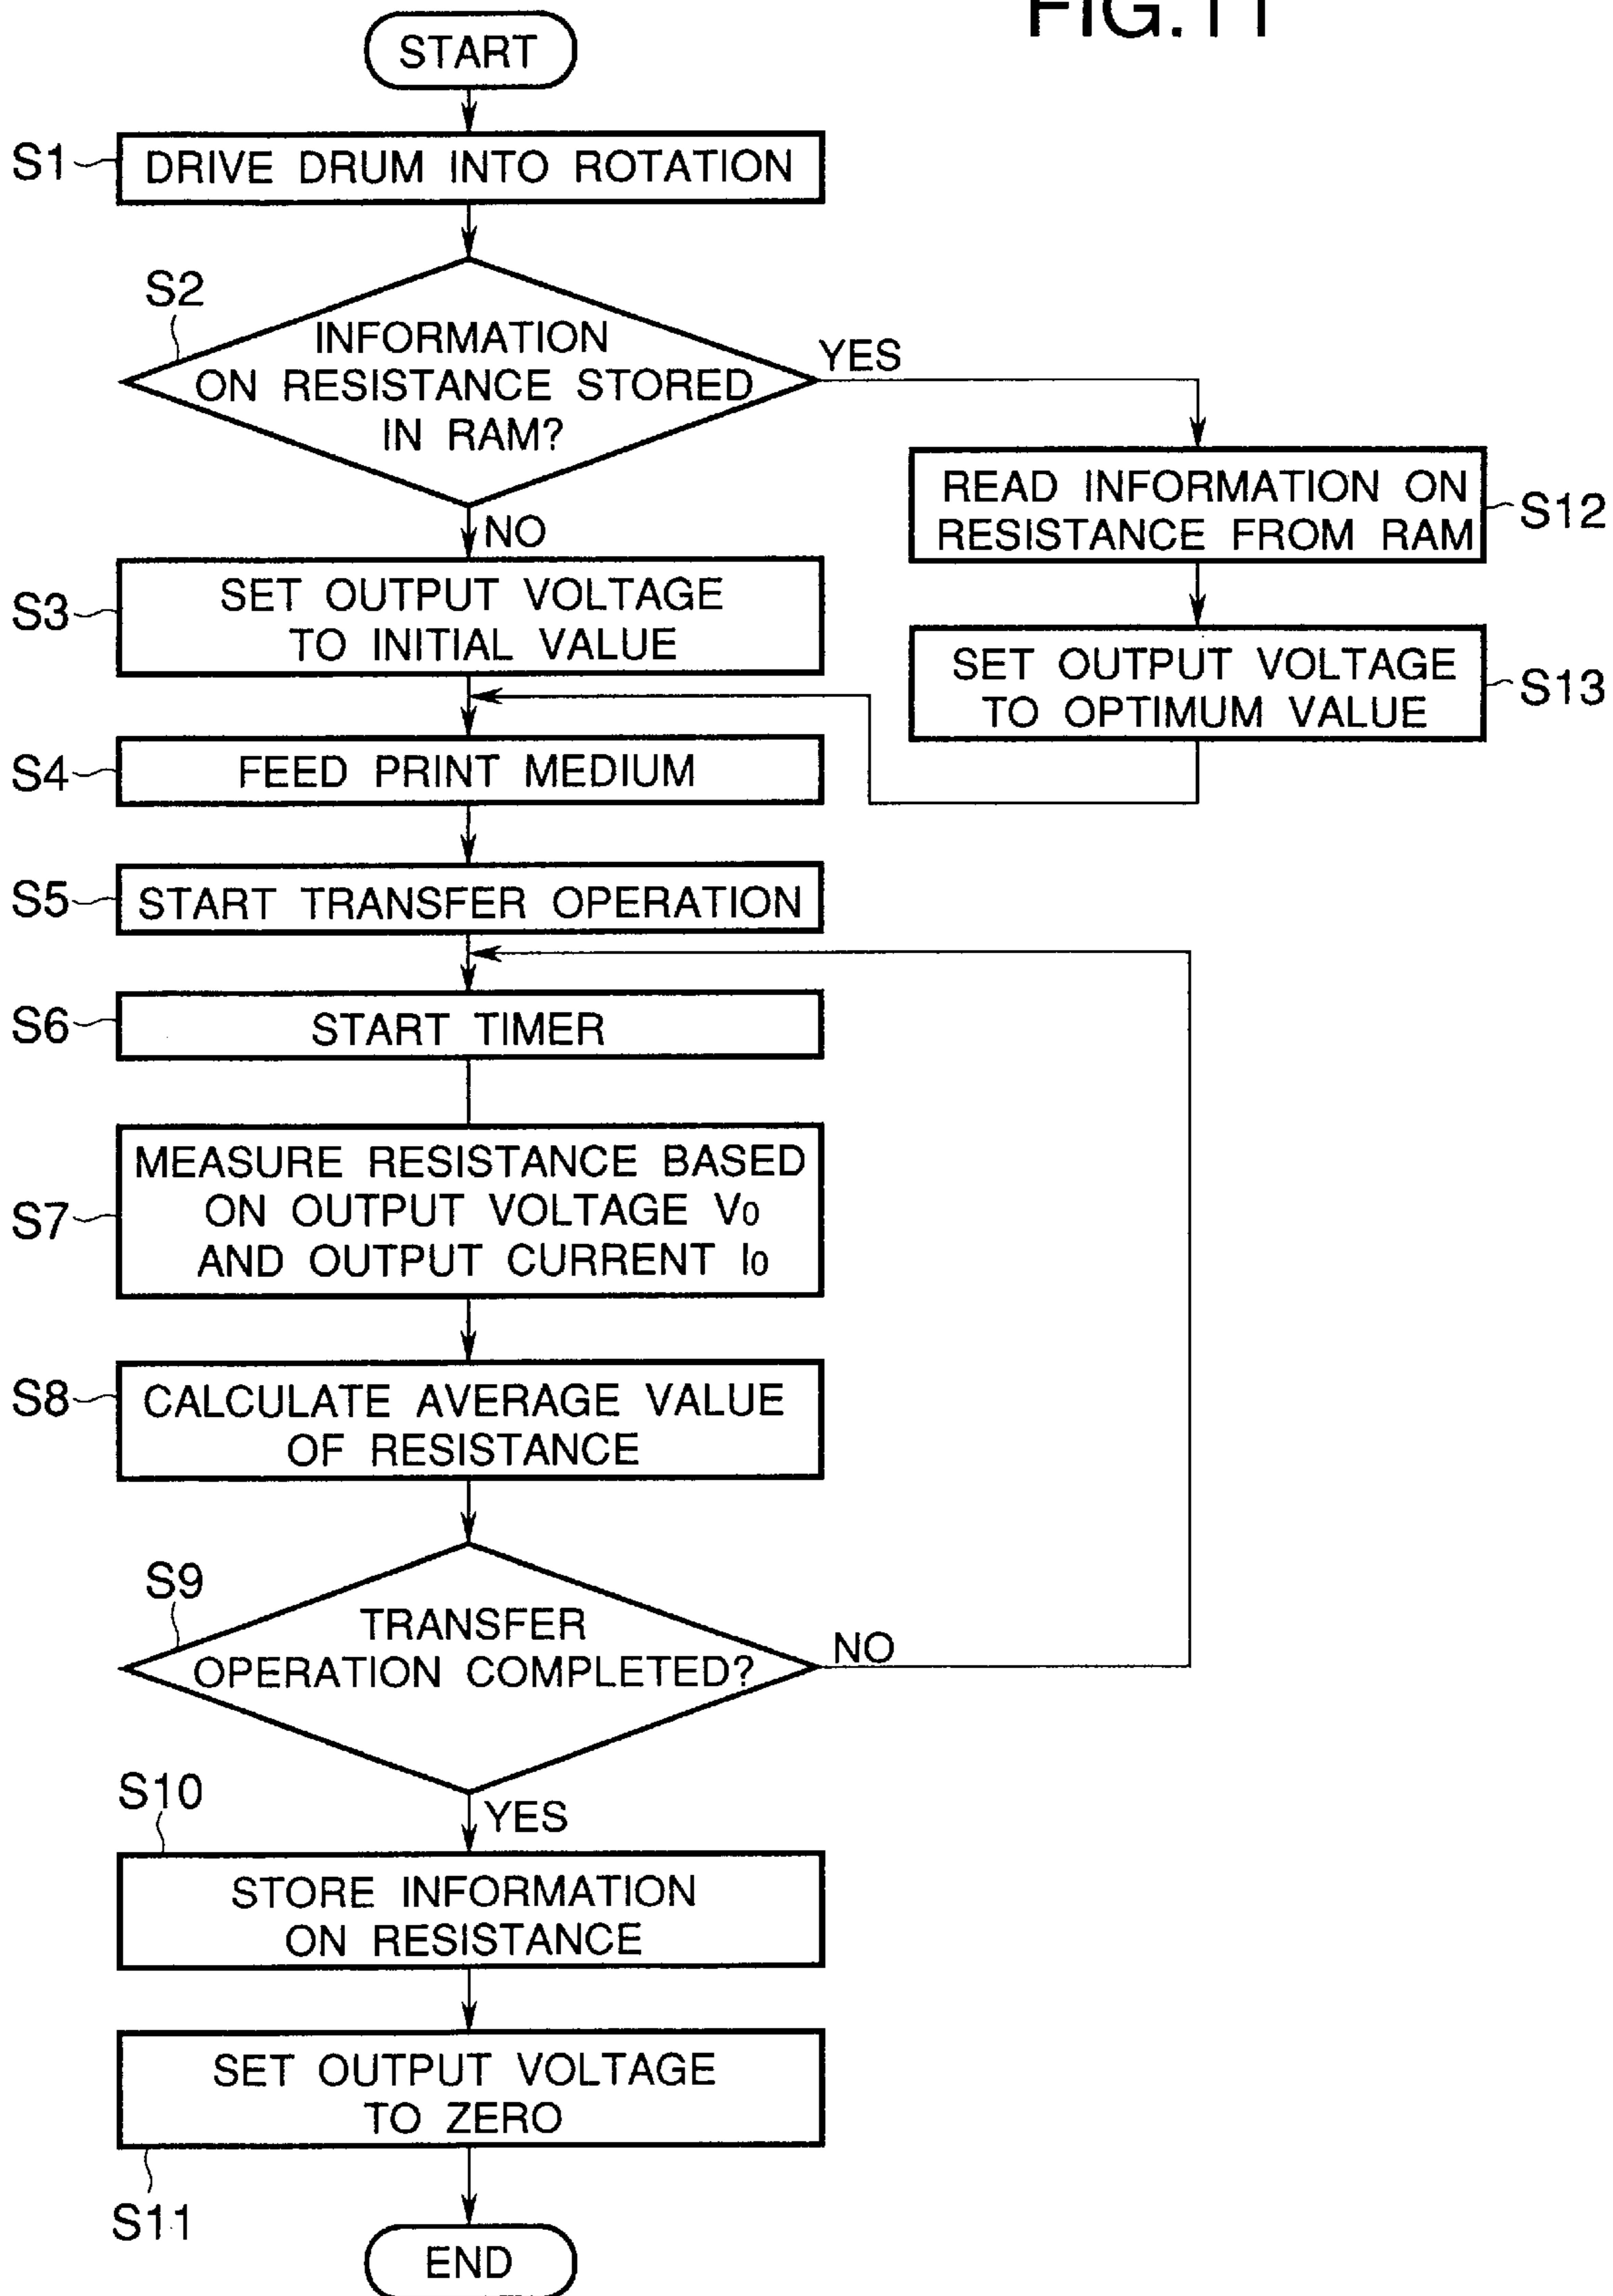 FIG.11
START
S1
DRIVE DRUM INTO ROTATION
S2
INFORMATION
ON RESISTANCE STORED
IN RAM?
YES
NO
READ INFORMATION ON
RESISTANCE FROM RAM
S12
S3
SET OUTPUT VOLTAGE
TO INITIAL VALUE
SET OUTPUT VOLTAGE
TO OPTIMUM VALUE
S13
S4
FEED PRINT MEDIUM
S5
START TRANSFER OPERATION
S6
START TIMER
S7
MEASURE RESISTANCE BASED
ON OUTPUT VOLTAGE V0
AND OUTPUT CURRENT I0
S8
CALCULATE AVERAGE VALUE
OF RESISTANCE
S9
TRANSFER
OPERATION COMPLETED?
NO
YES
S10
STORE INFORMATION
ON RESISTANCE
SET OUTPUT VOLTAGE
TO ZERO
S11
END